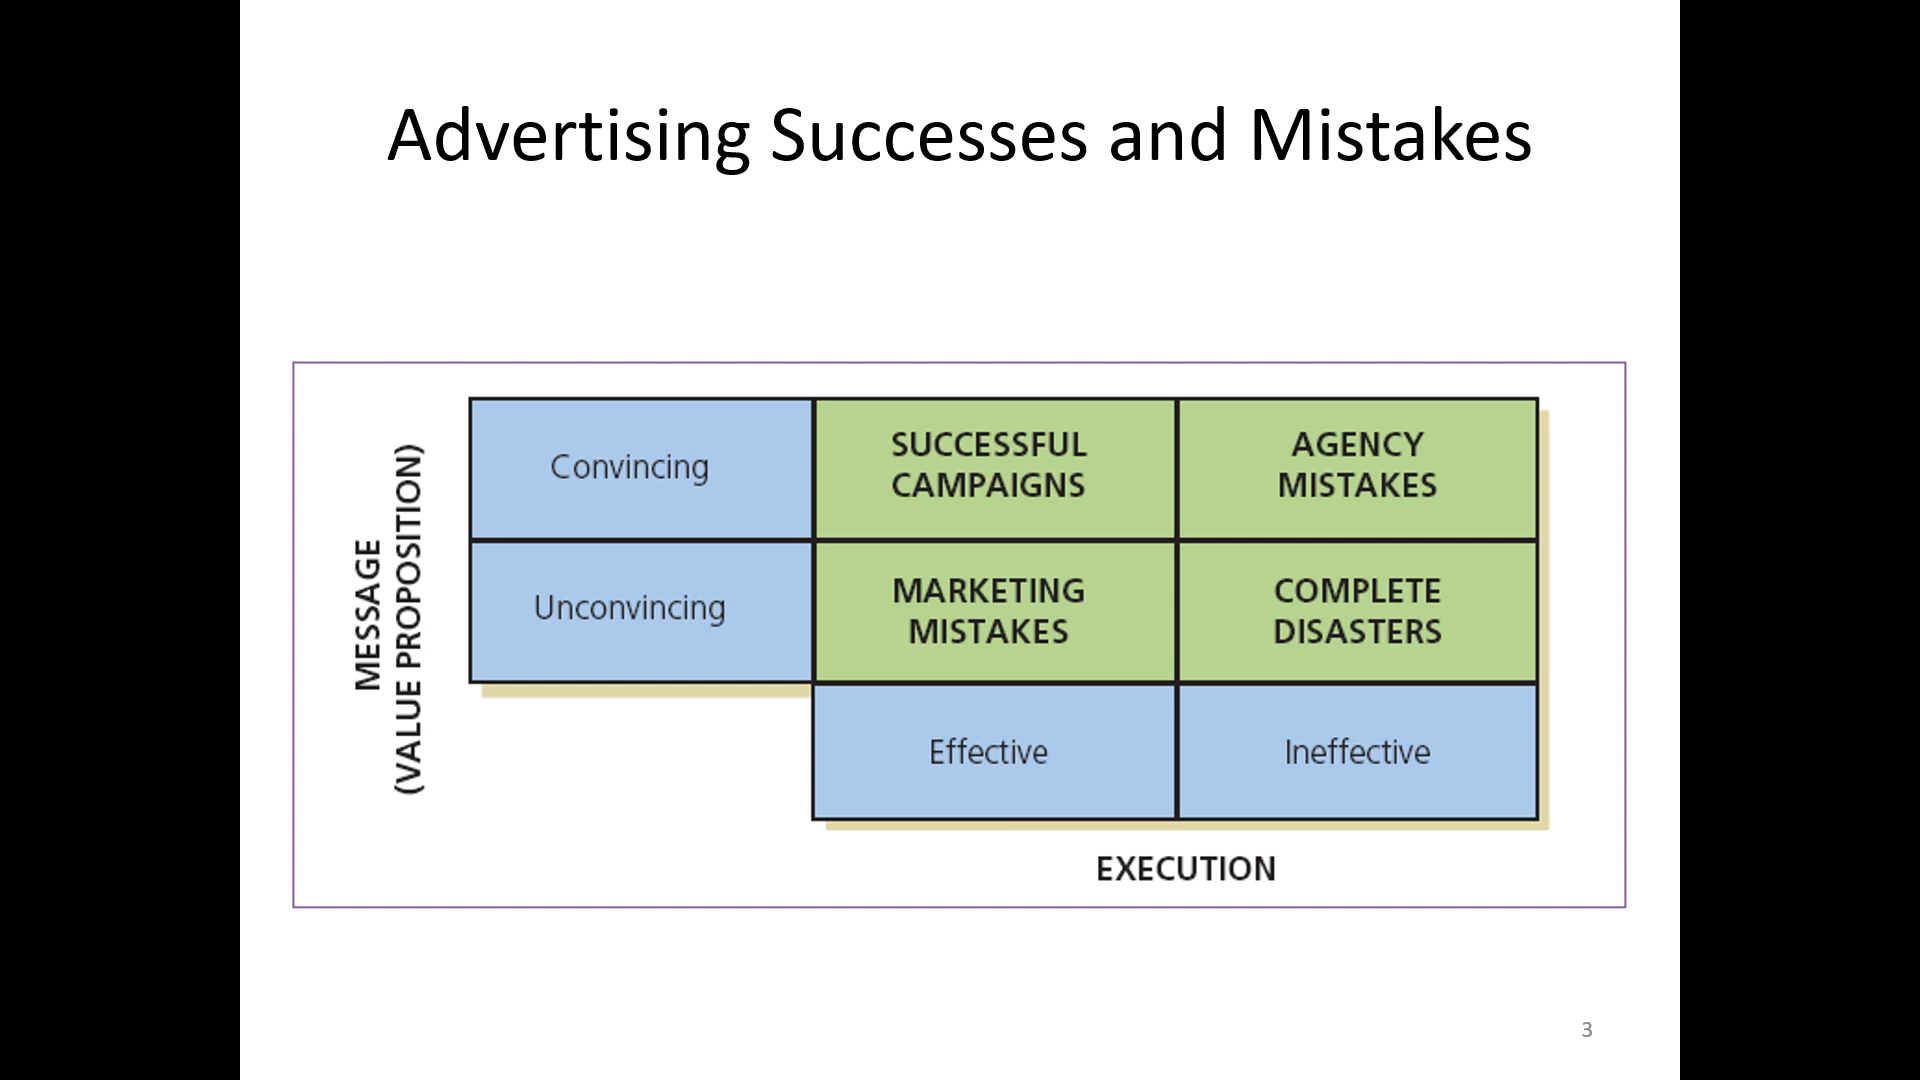 Advertising Successes and Mistakes
MESSAGE
(VALUE PROPOSITION)
Convincing
SUCCESSFUL
CAMPAIGNS
AGENCY
MISTAKES
Unconvincing
MARKETING
MISTAKES
COMPLETE
DISASTERS
Effective
Ineffective
EXECUTION
3